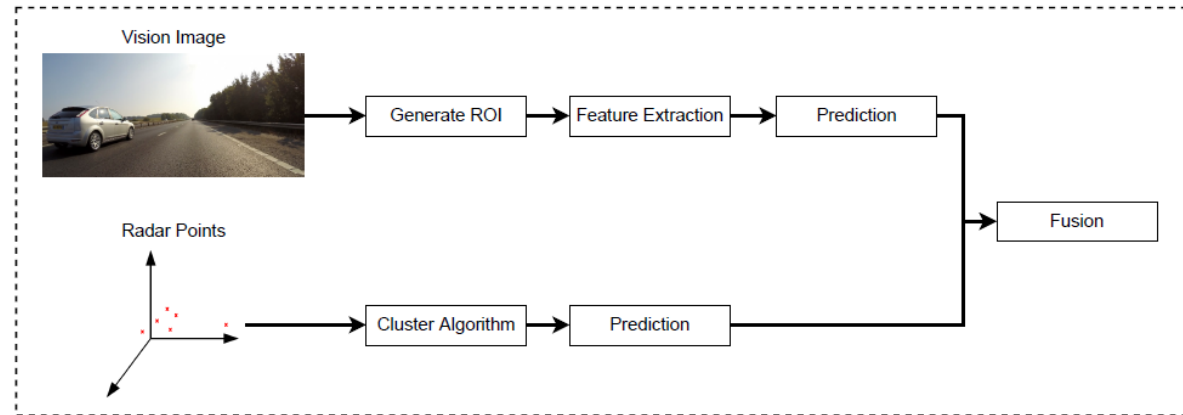 Vision Image
Generate ROI
Feature Extraction
Prediction
Fusion
Radar Points
Cluster Algorithm
Prediction